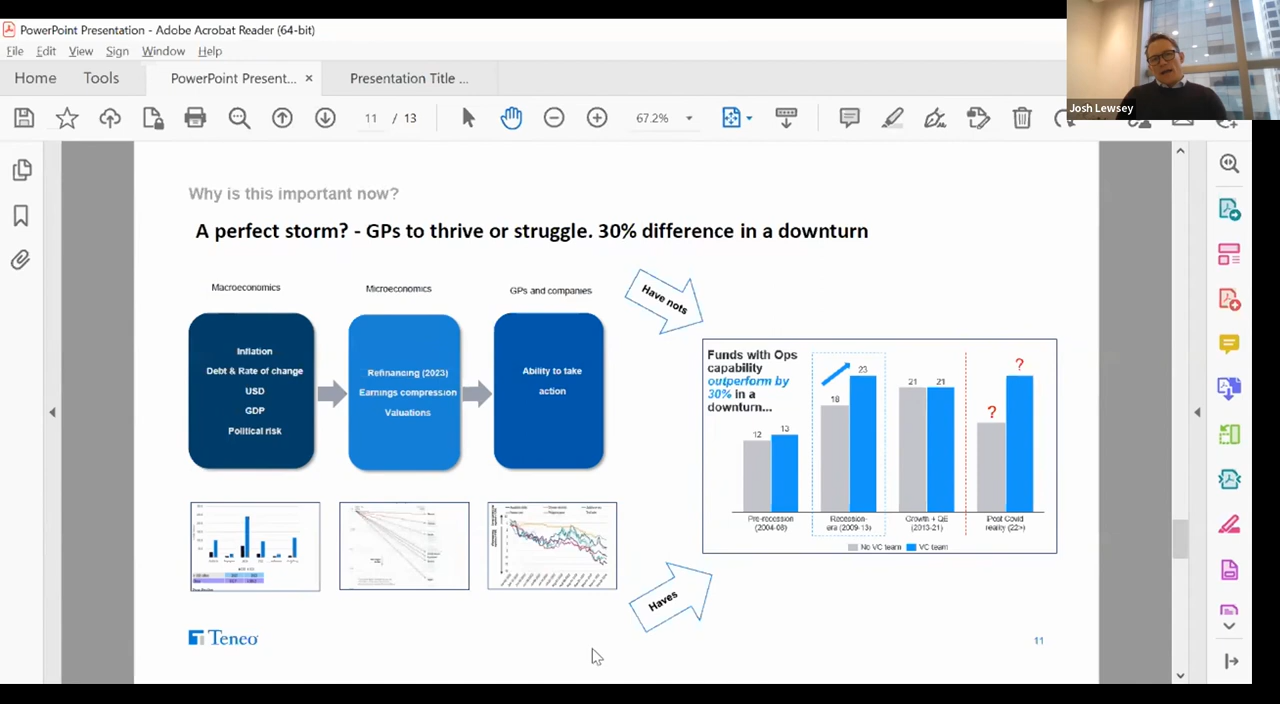 PowerPoint Presentation - Adobe Acrobat Reader (64-bit)
File Edit View Sign Window Help
Home Tools PowerPoint Present... × Presentation Title ...
11 / 13 67.2%
Josh Lewsey
Why is this important now?
A perfect storm? - GPs to thrive or struggle. 30% difference in a downturn
Macroeconomics
Inflation
Debt & Rate of change
USD
GDP
Political risk
Microeconomics
Refinancing (2023)
Earnings compression
Valuations
GPs and companies
Ability to take
action
Have nots
Haves
Funds with Ops
capability
outperform by
30% in a
downturn...
12 13
18 23
21 21
? ?
Pre-recession
(2004-08)
Recession-
era (2009-13)
Growth + QE
(2013-21)
Post Covid
reality (22>)
No VC team VC team
Teneo
11